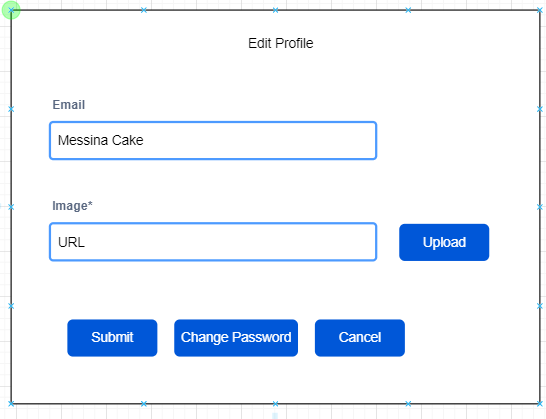 Edit Profile
Email
Messina Cake
Image*
URL
Upload
Submit
Change Password
Cancel